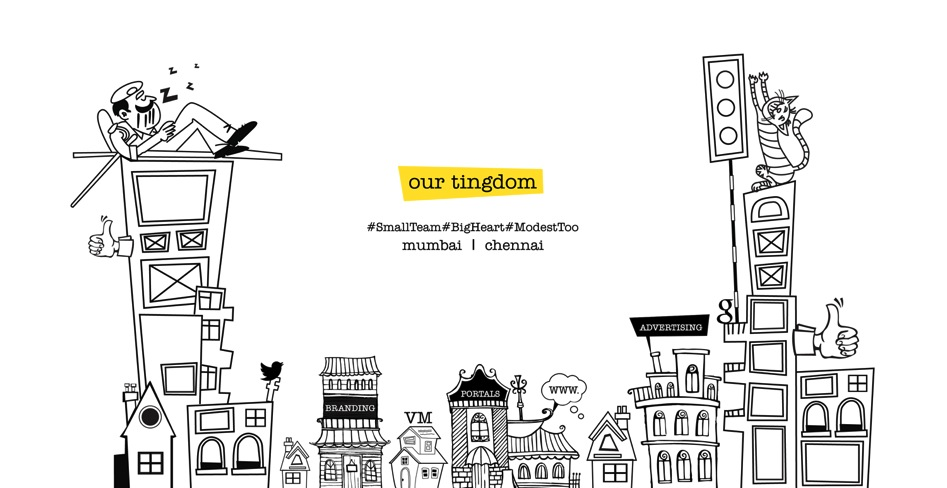 z z z z
our tingdom
#SmallTeam#BigHeart#ModestToo
mumbai | chennai
g
ADVERTISING
WWW.
PORTALS
BRANDING
VM